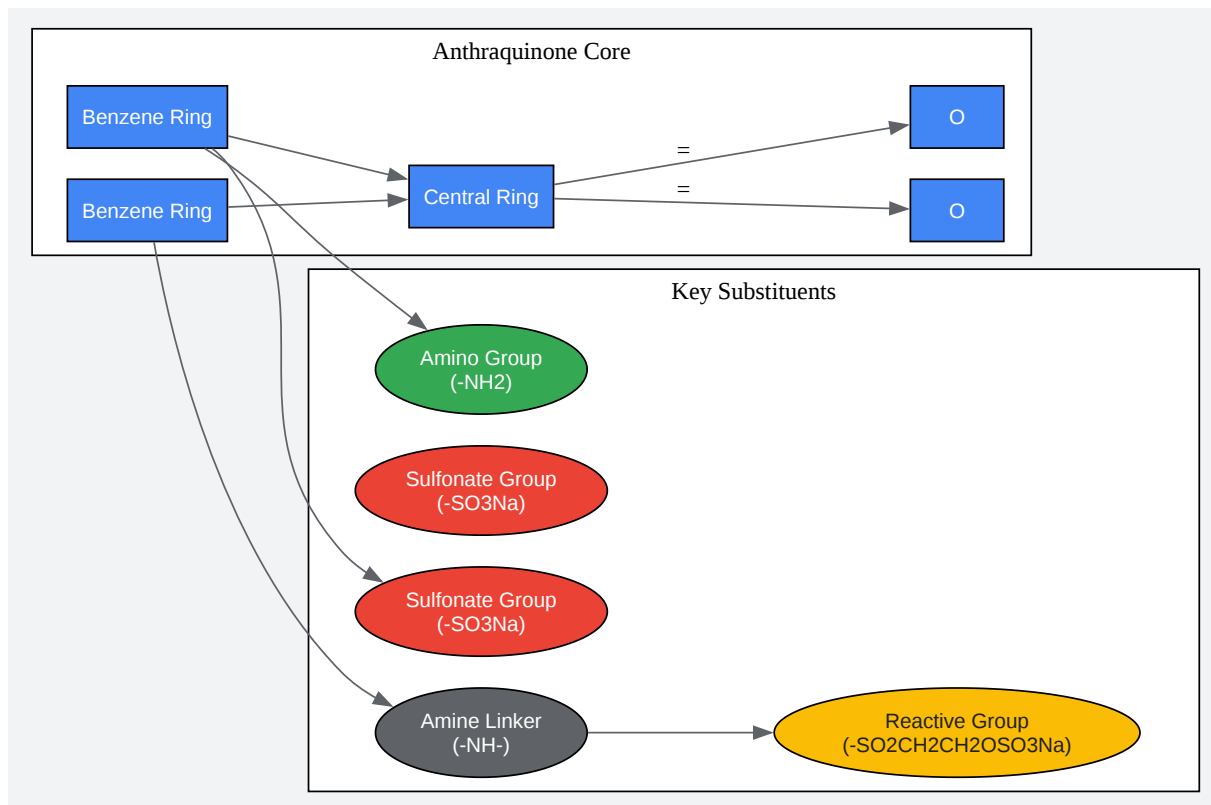 Anthraquinone Core
Benzene Ring
O
=
Central Ring
=
Benzene Ring
O
Key Substituents
Amino Group
(-NH2)
Sulfonate Group
(-SO3Na)
Sulfonate Group
(-SO3Na)
Amine Linker
(-NH-)
Reactive Group
(-SO2CH2CH2OSO3Na)